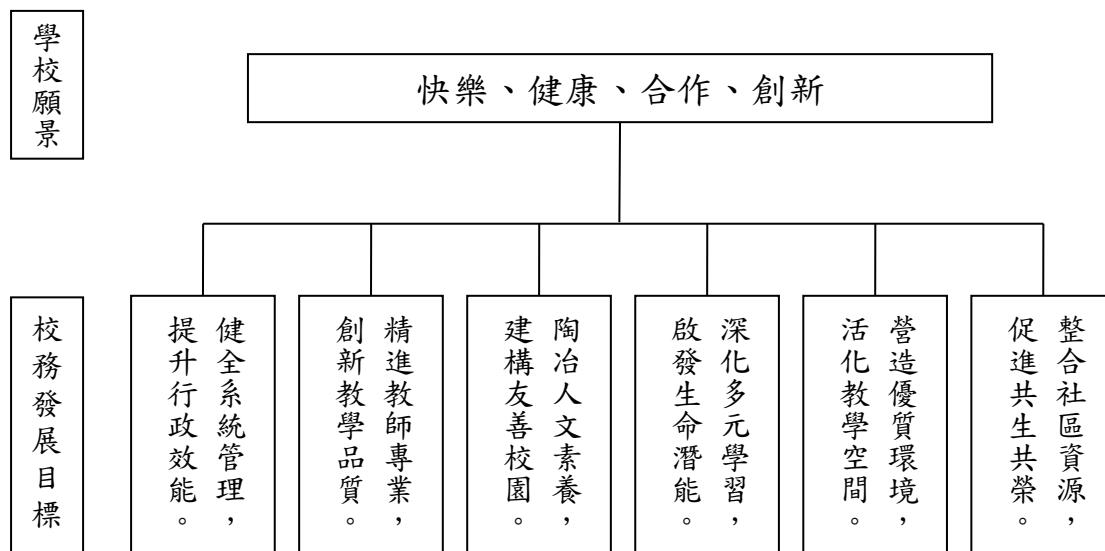 學校願景
快樂、健康、合作、創新
校務發展目標
健全系統管理，
提升行政效能。
精進教師專業，
創新教學品質。
陶冶人文素養，
建構友善校園。
深化多元學習，
啟發生命潛能。
營造優質環境，
活化教學空間。
整合社區資源，
促進共生共榮。